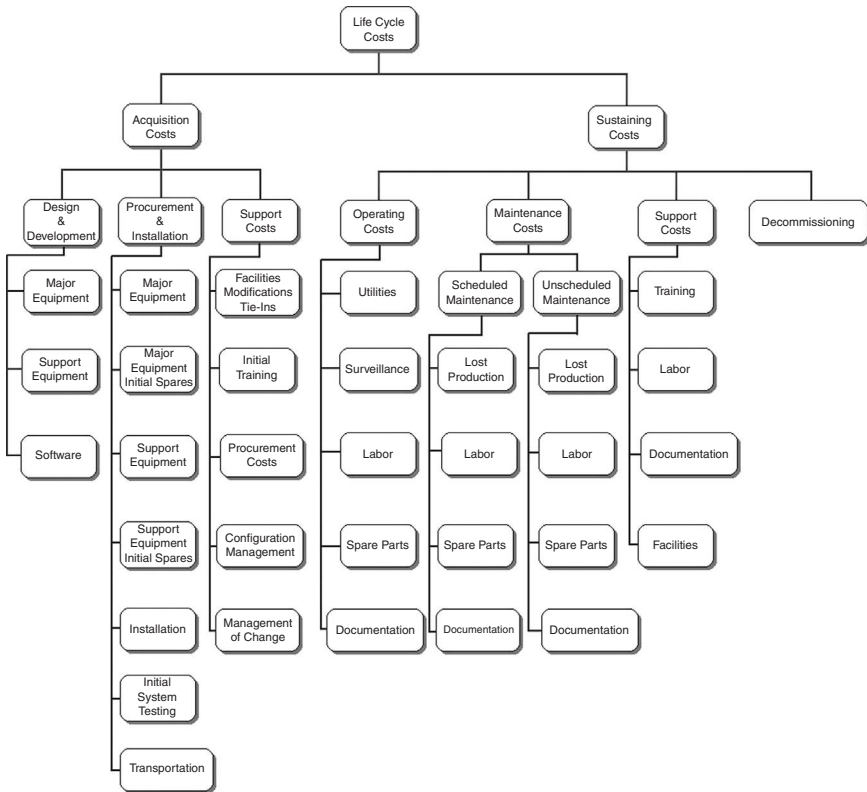 Life Cycle
Costs
Acquisition
Costs
Sustaining
Costs
Design
&
Development
Procurement
&
Installation
Support
Costs
Operating
Costs
Maintenance
Costs
Support
Costs
Decommissioning
Major
Equipment
Major
Equipment
Facilities
Modifications
Tie-Ins
Utilities
Scheduled
Maintenance
Unscheduled
Maintenance
Training
Support
Equipment
Major
Equipment
Initial Spares
Initial
Training
Surveillance
Lost
Production
Lost
Production
Labor
Software
Support
Equipment
Procurement
Costs
Labor
Labor
Labor
Documentation
Support
Equipment
Initial Spares
Configuration
Management
Spare Parts
Spare Parts
Spare Parts
Facilities
Installation
Management
of Change
Documentation
Documentation
Documentation
Initial
System
Testing
Transportation